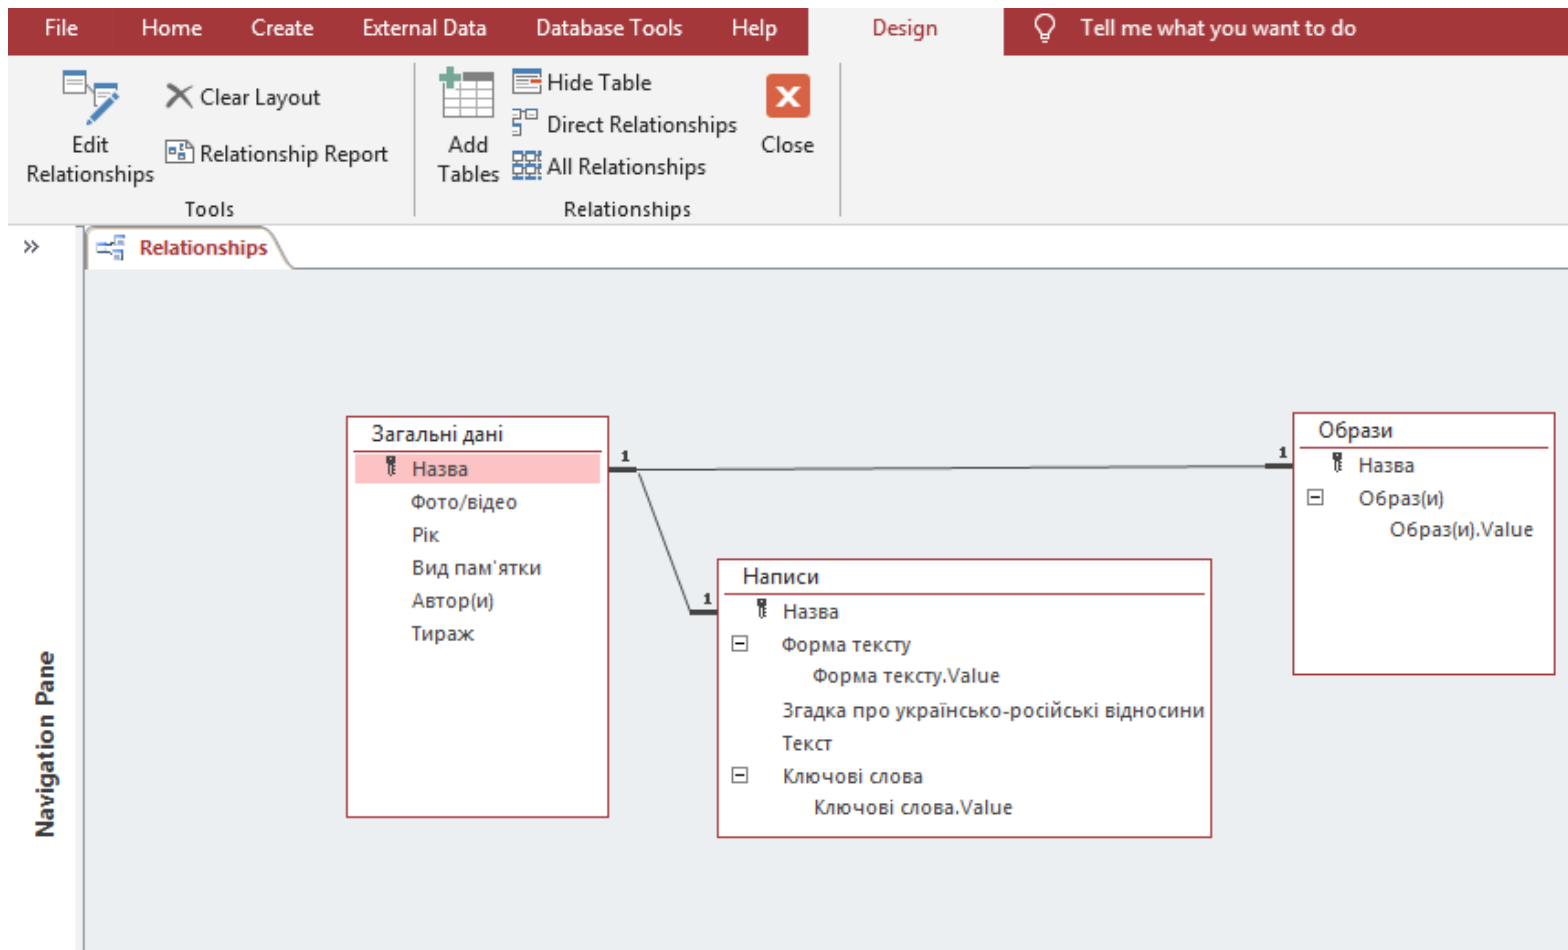 File Home Create External Data Database Tools Help Design Tell me what you want to do
Edit
Relationships
Clear Layout
Relationship Report
Tools
Add
Tables
Hide Table
Direct Relationships
All Relationships
Close
Relationships
»
Relationships
Navigation Pane
Загальні дані
Назва
Фото/відео
Рік
Вид пам'ятки
Автор(и)
Тираж
1
1
Написи
Назва
Форма тексту
Форма тексту.Value
Згадка про українсько-російські відносини
Текст
Ключові слова
Ключові слова.Value
1
Образи
Назва
Образ(и)
Образ(и).Value